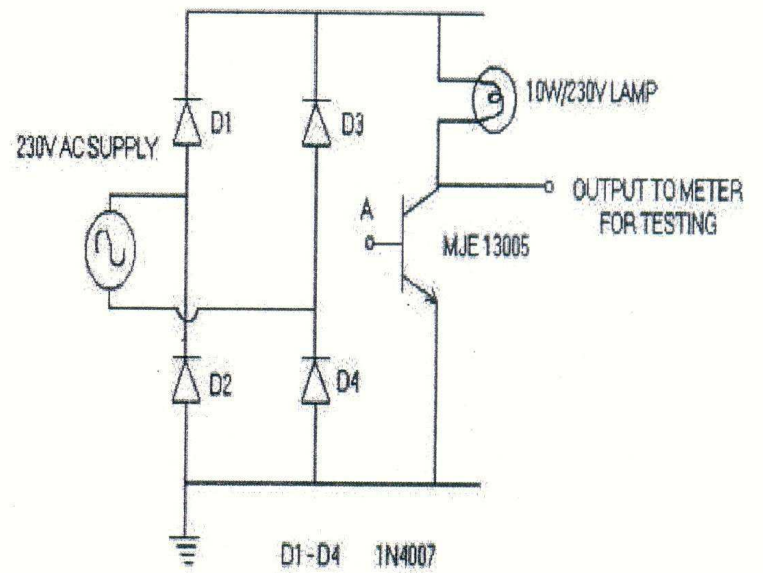 230V AC SUPPLY
D1
D3
10W/230V LAMP
A
OUTPUT TO METER
FOR TESTING
MJE 13005
D2
D4
D1-D4 1N4007